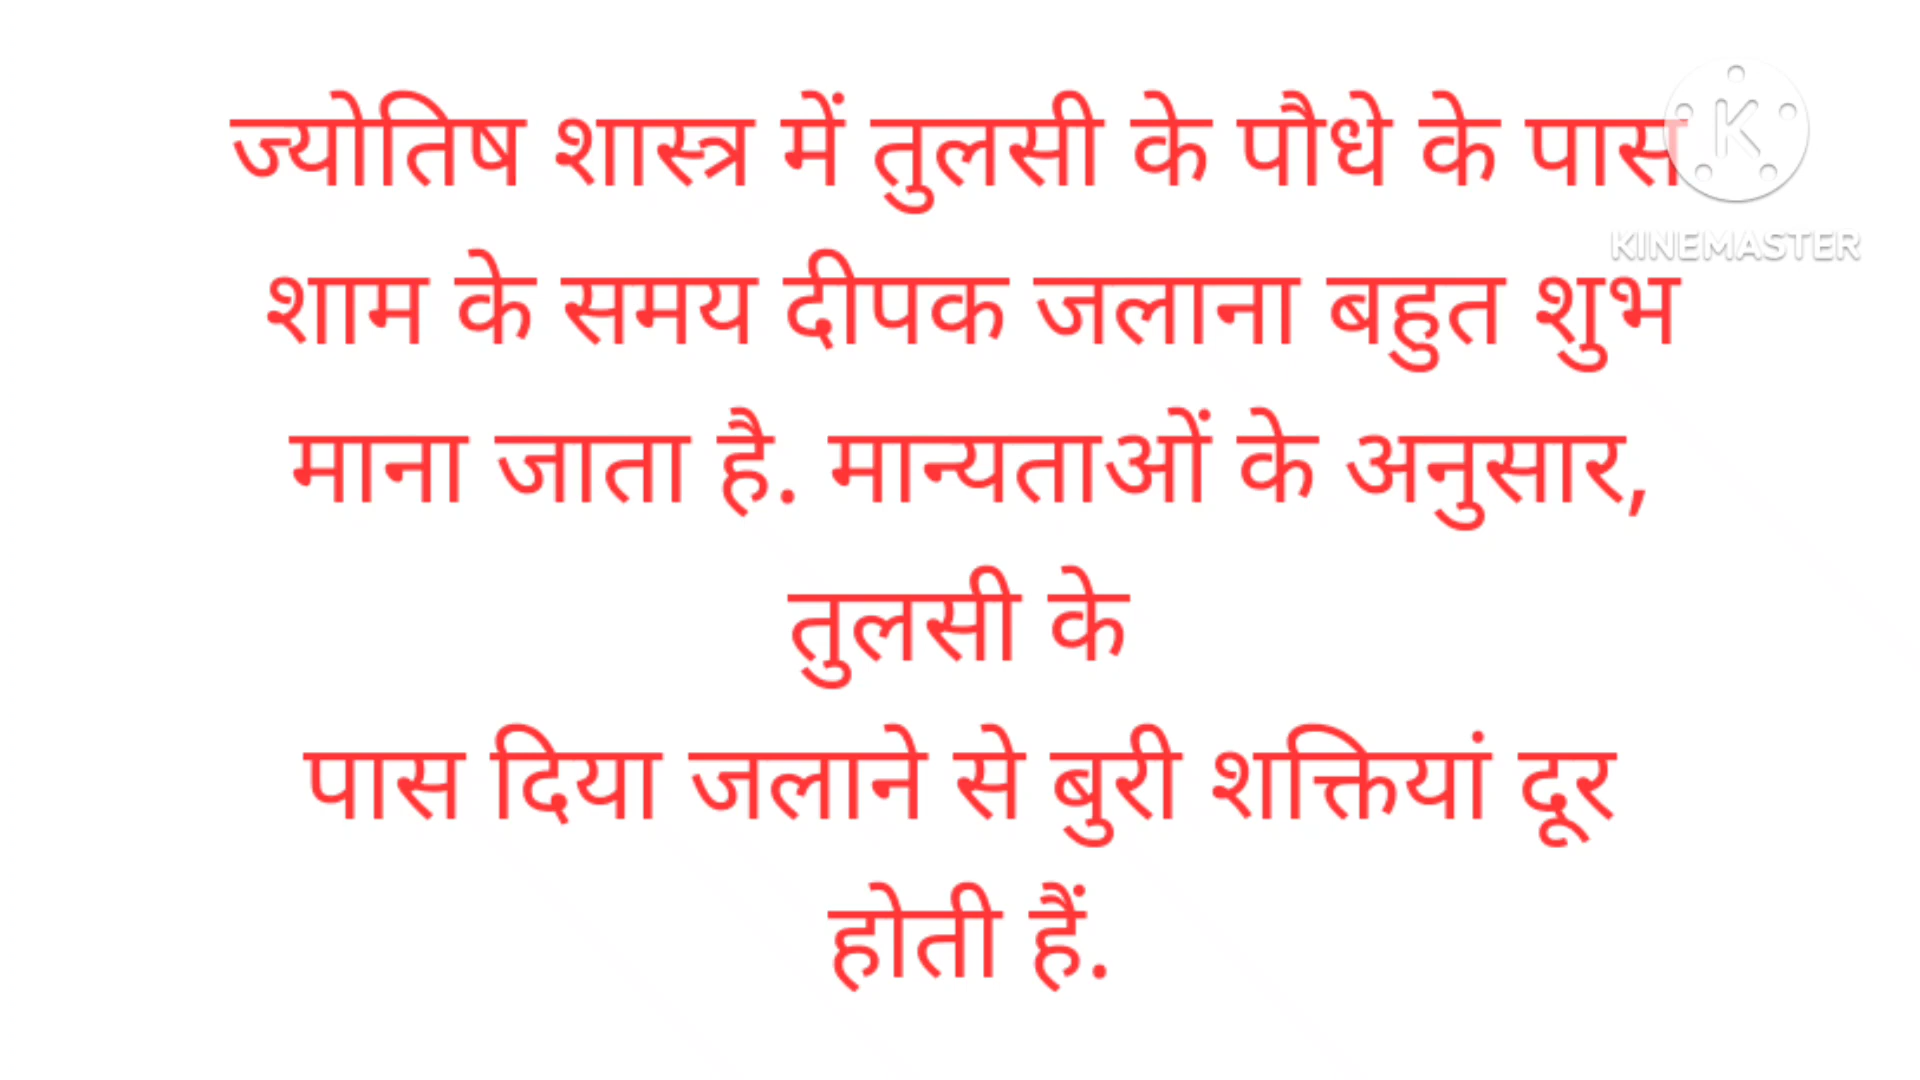 ज्योतिष शास्त्र में तुलसी के पौधे के पास
KINEMASTER
शाम के समय दीपक जलाना बहुत शुभ
माना जाता है. मान्यताओं के अनुसार,
तुलसी के
पास दिया जलाने से बुरी शक्तियां दूर
होती हैं.